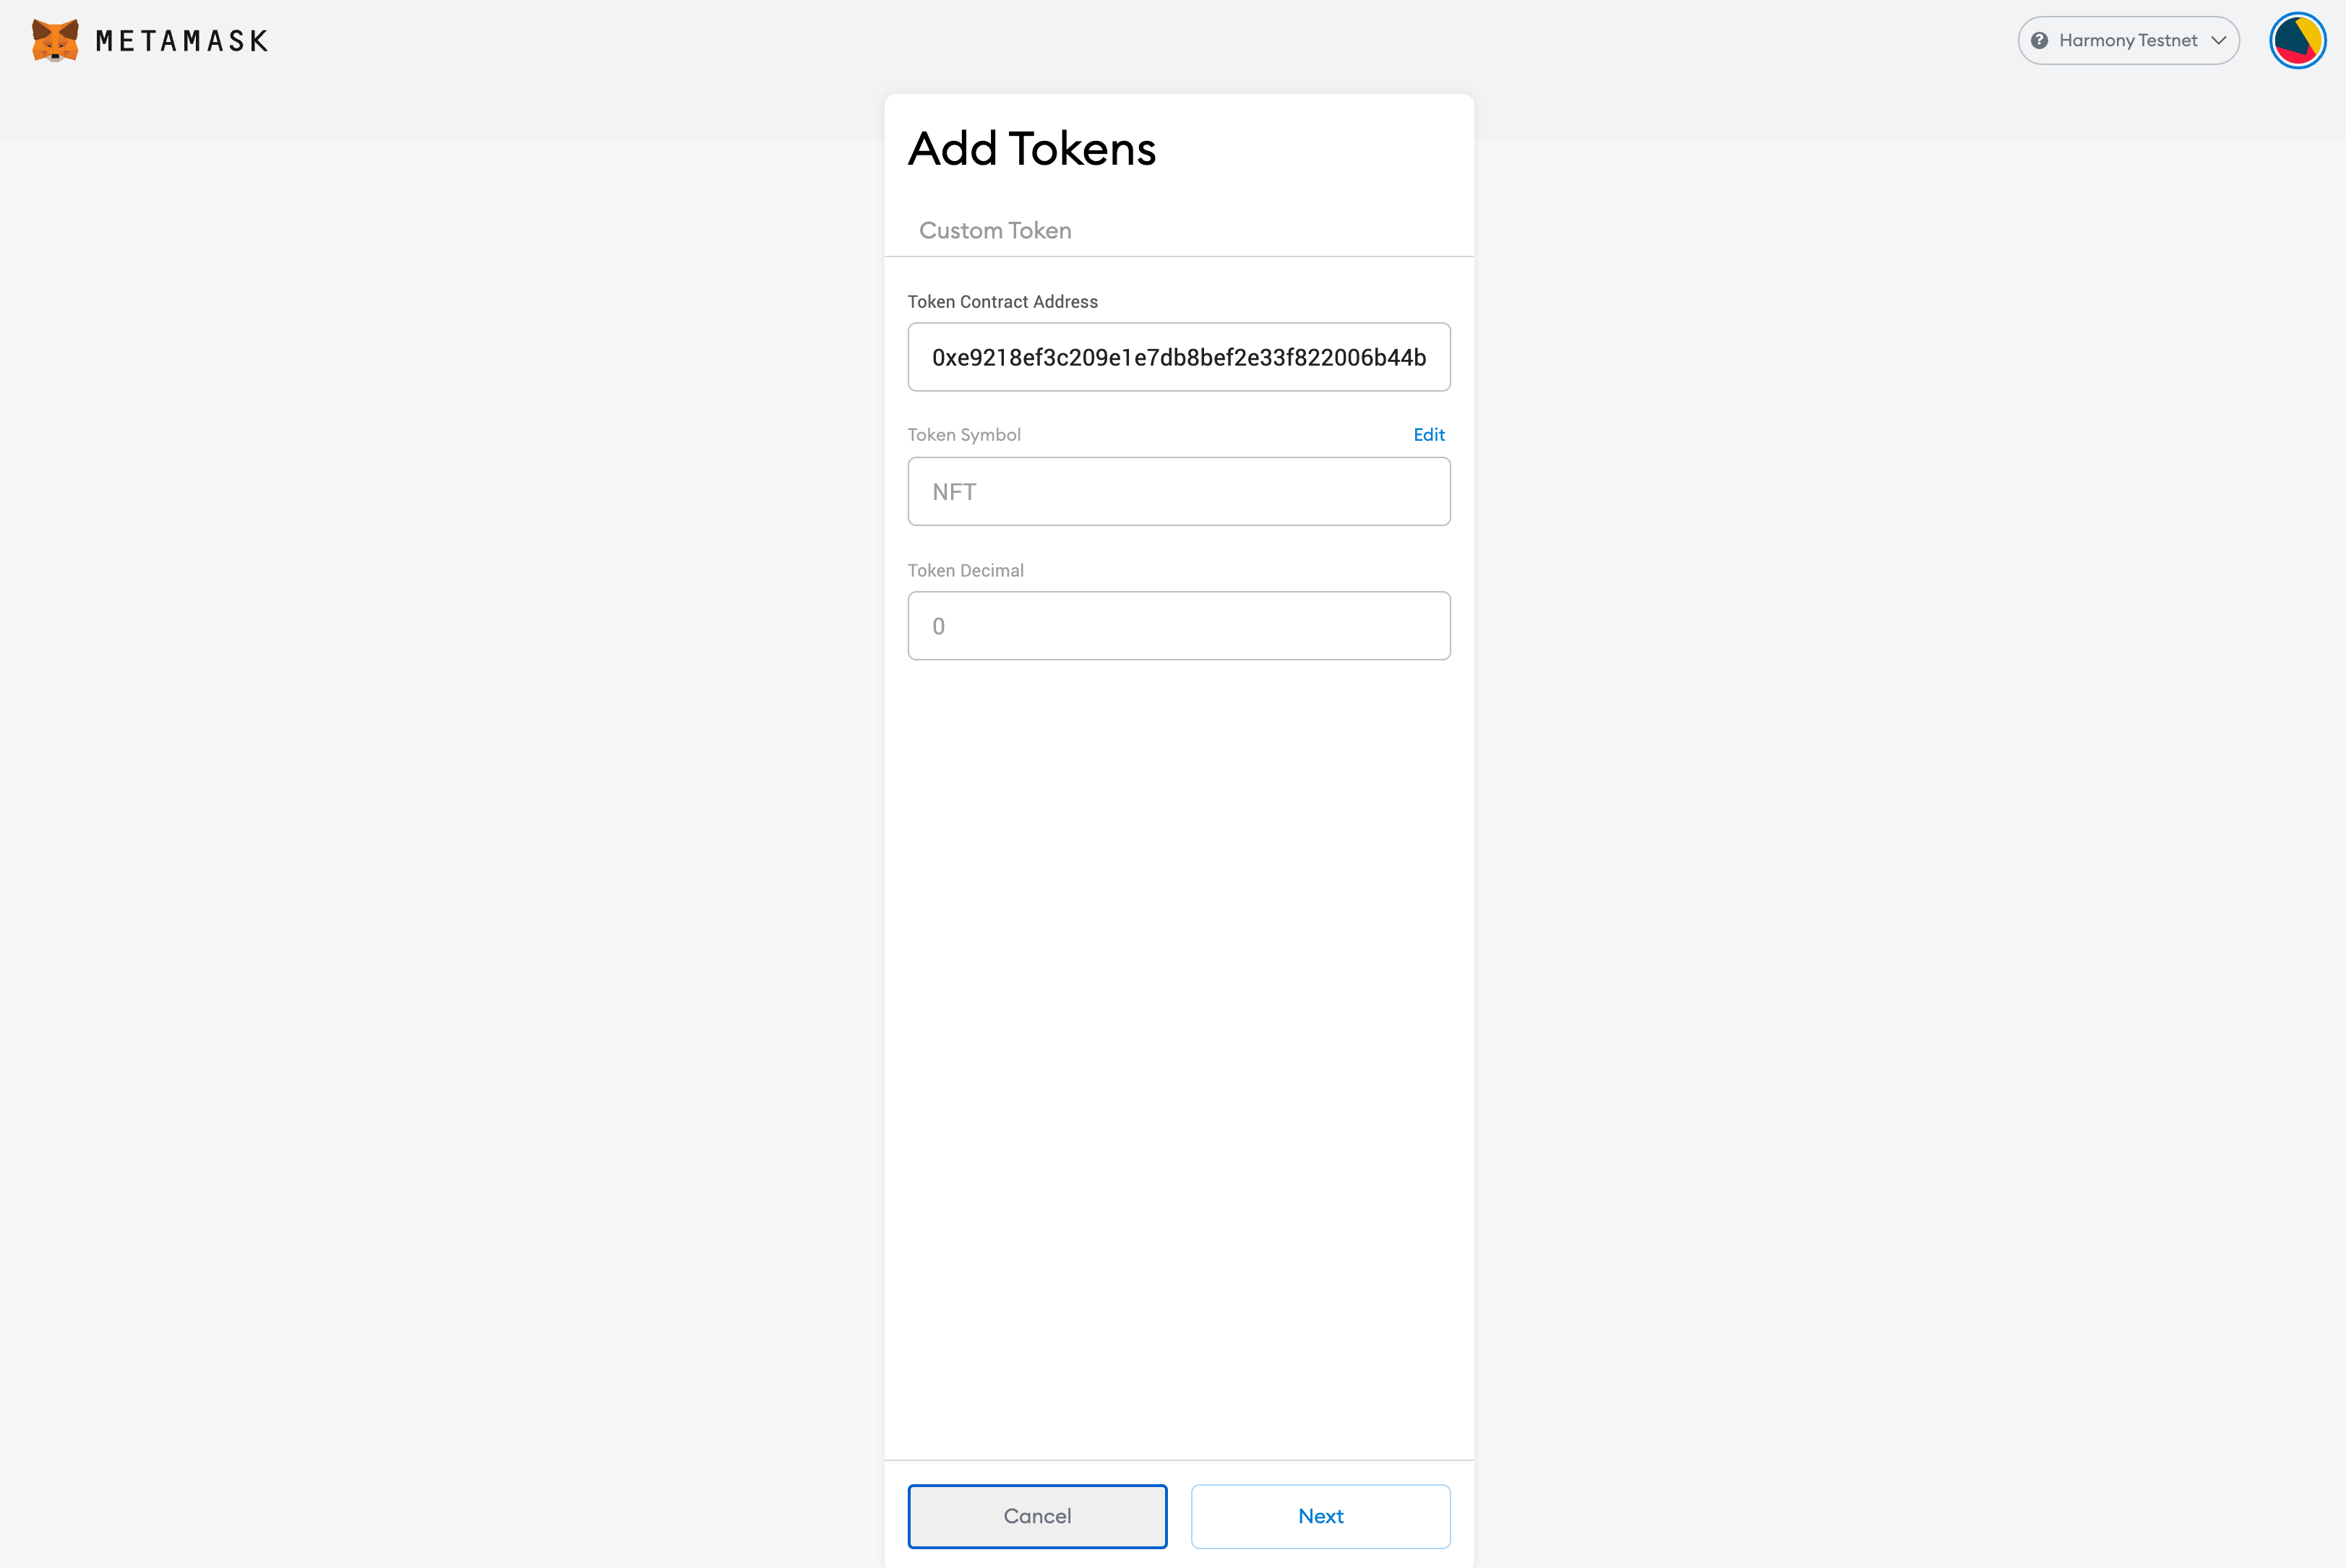 METAMASK
Harmony Testnet
Add Tokens
Custom Token
Token Contract Address
0xe9218ef3c209e1e7db8bef2e33f822006b44b
Token Symbol
Edit
NFT
Token Decimal
0
Cancel
Next